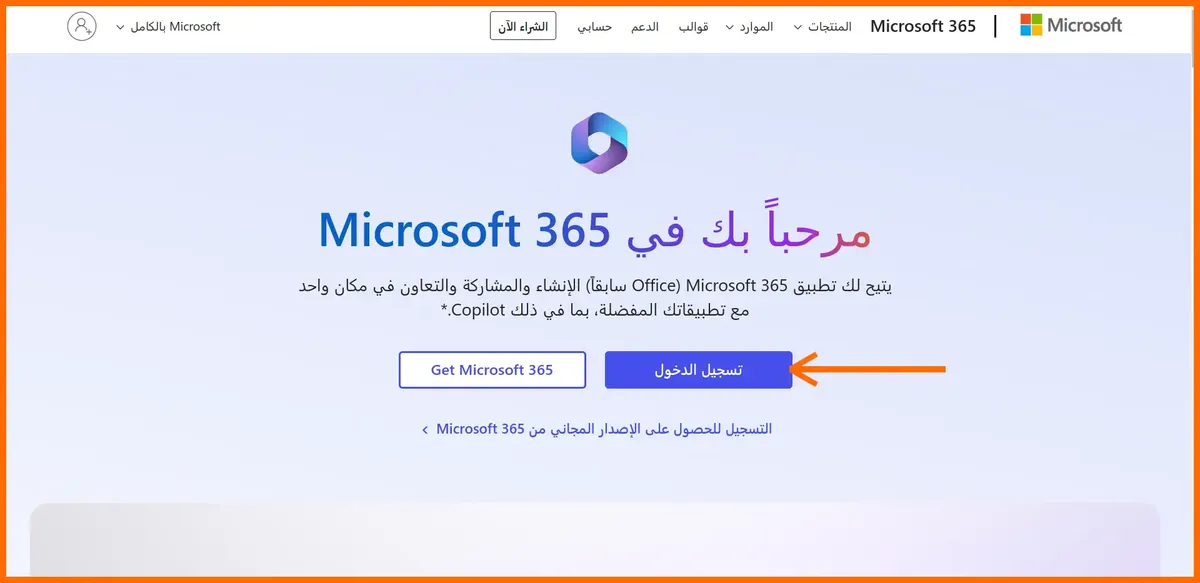 Microsoft | Microsoft 365 المنتجات الموارد قوالب الدعم حسابي الشراء الآن Microsoft بالكامل
مرحباً بك في Microsoft 365
يتيح لك تطبيق Microsoft 365 (Office سابقاً) الإنشاء والمشاركة والتعاون في مكان واحد
مع تطبيقاتك المفضلة، بما في ذلك Copilot.*
تسجيل الدخول Get Microsoft 365
التسجيل للحصول على الإصدار المجاني من Microsoft 365